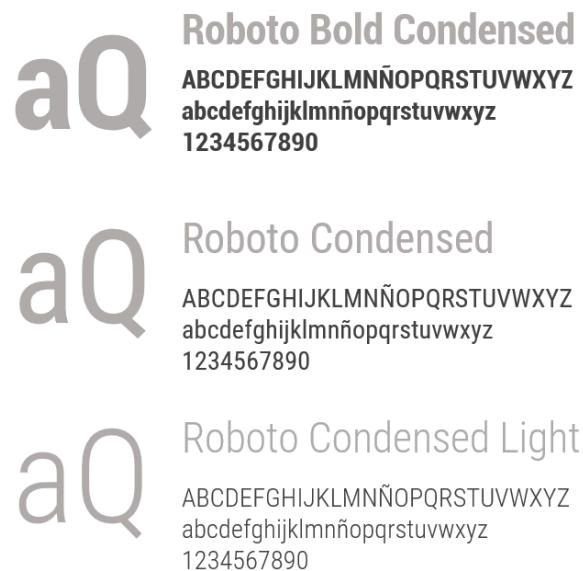 aQ
Roboto Bold Condensed
ABCDEFGHIJKLMNÑOPQRSTUVWXYZ
abcdefghijklmnñopqrstuvwxyz
1234567890
aQ
Roboto Condensed
ABCDEFGHIJKLMNÑOPQRSTUVWXYZ
abcdefghijklmnñopqrstuvwxyz
1234567890
aQ
Roboto Condensed Light
ABCDEFGHIJKLMNÑOPQRSTUVWXYZ
abcdefghijklmnñopqrstuvwxyz
1234567890